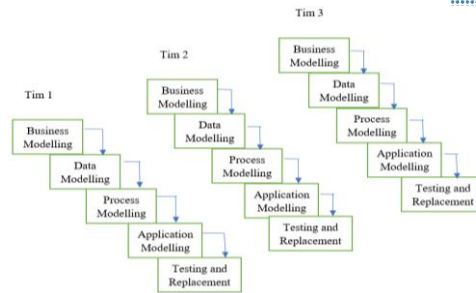 Tim 1
Business
Modelling
Data
Modelling
Process
Modelling
Application
Modelling
Testing and
Replacement
Tim 2
Business
Modelling
Data
Modelling
Process
Modelling
Application
Modelling
Testing and
Replacement
Tim 3
Business
Modelling
Data
Modelling
Process
Modelling
Application
Modelling
Testing and
Replacement